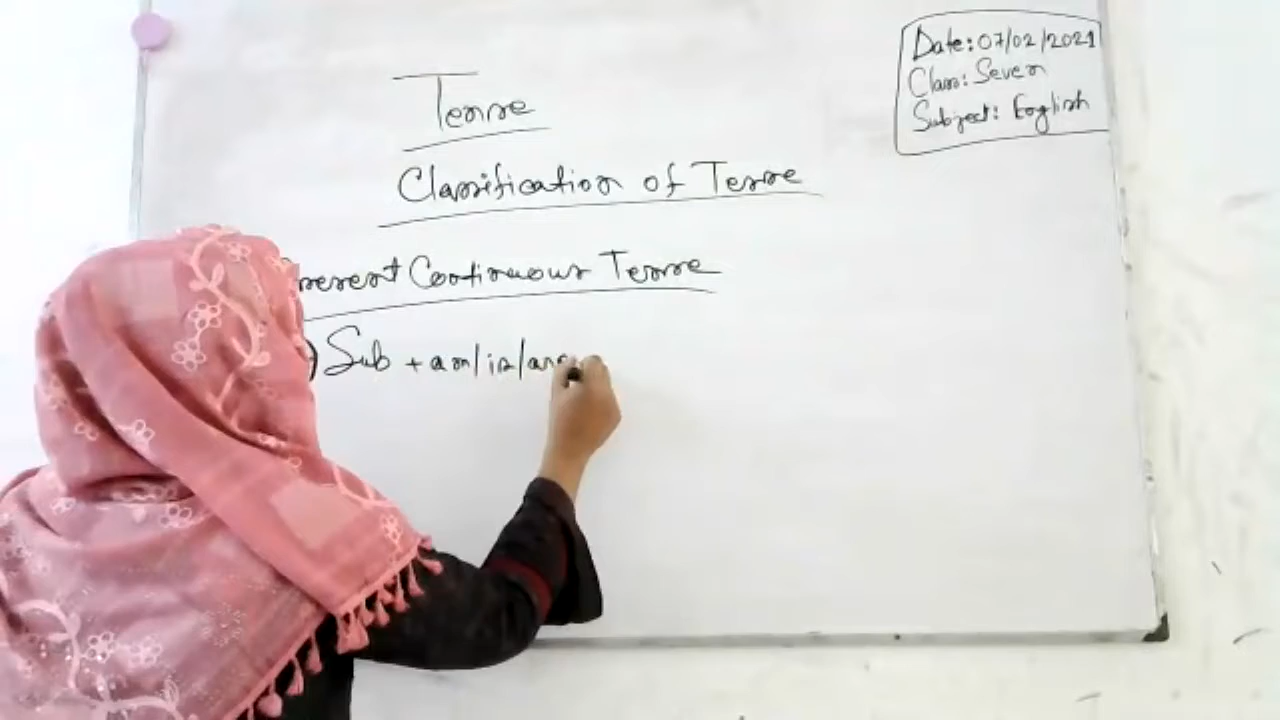 Date: 07/02/2021
Class: Seven
Subject: English
Tense
Classification of Tense
Present Continuous Tense
) Sub + am/is/are